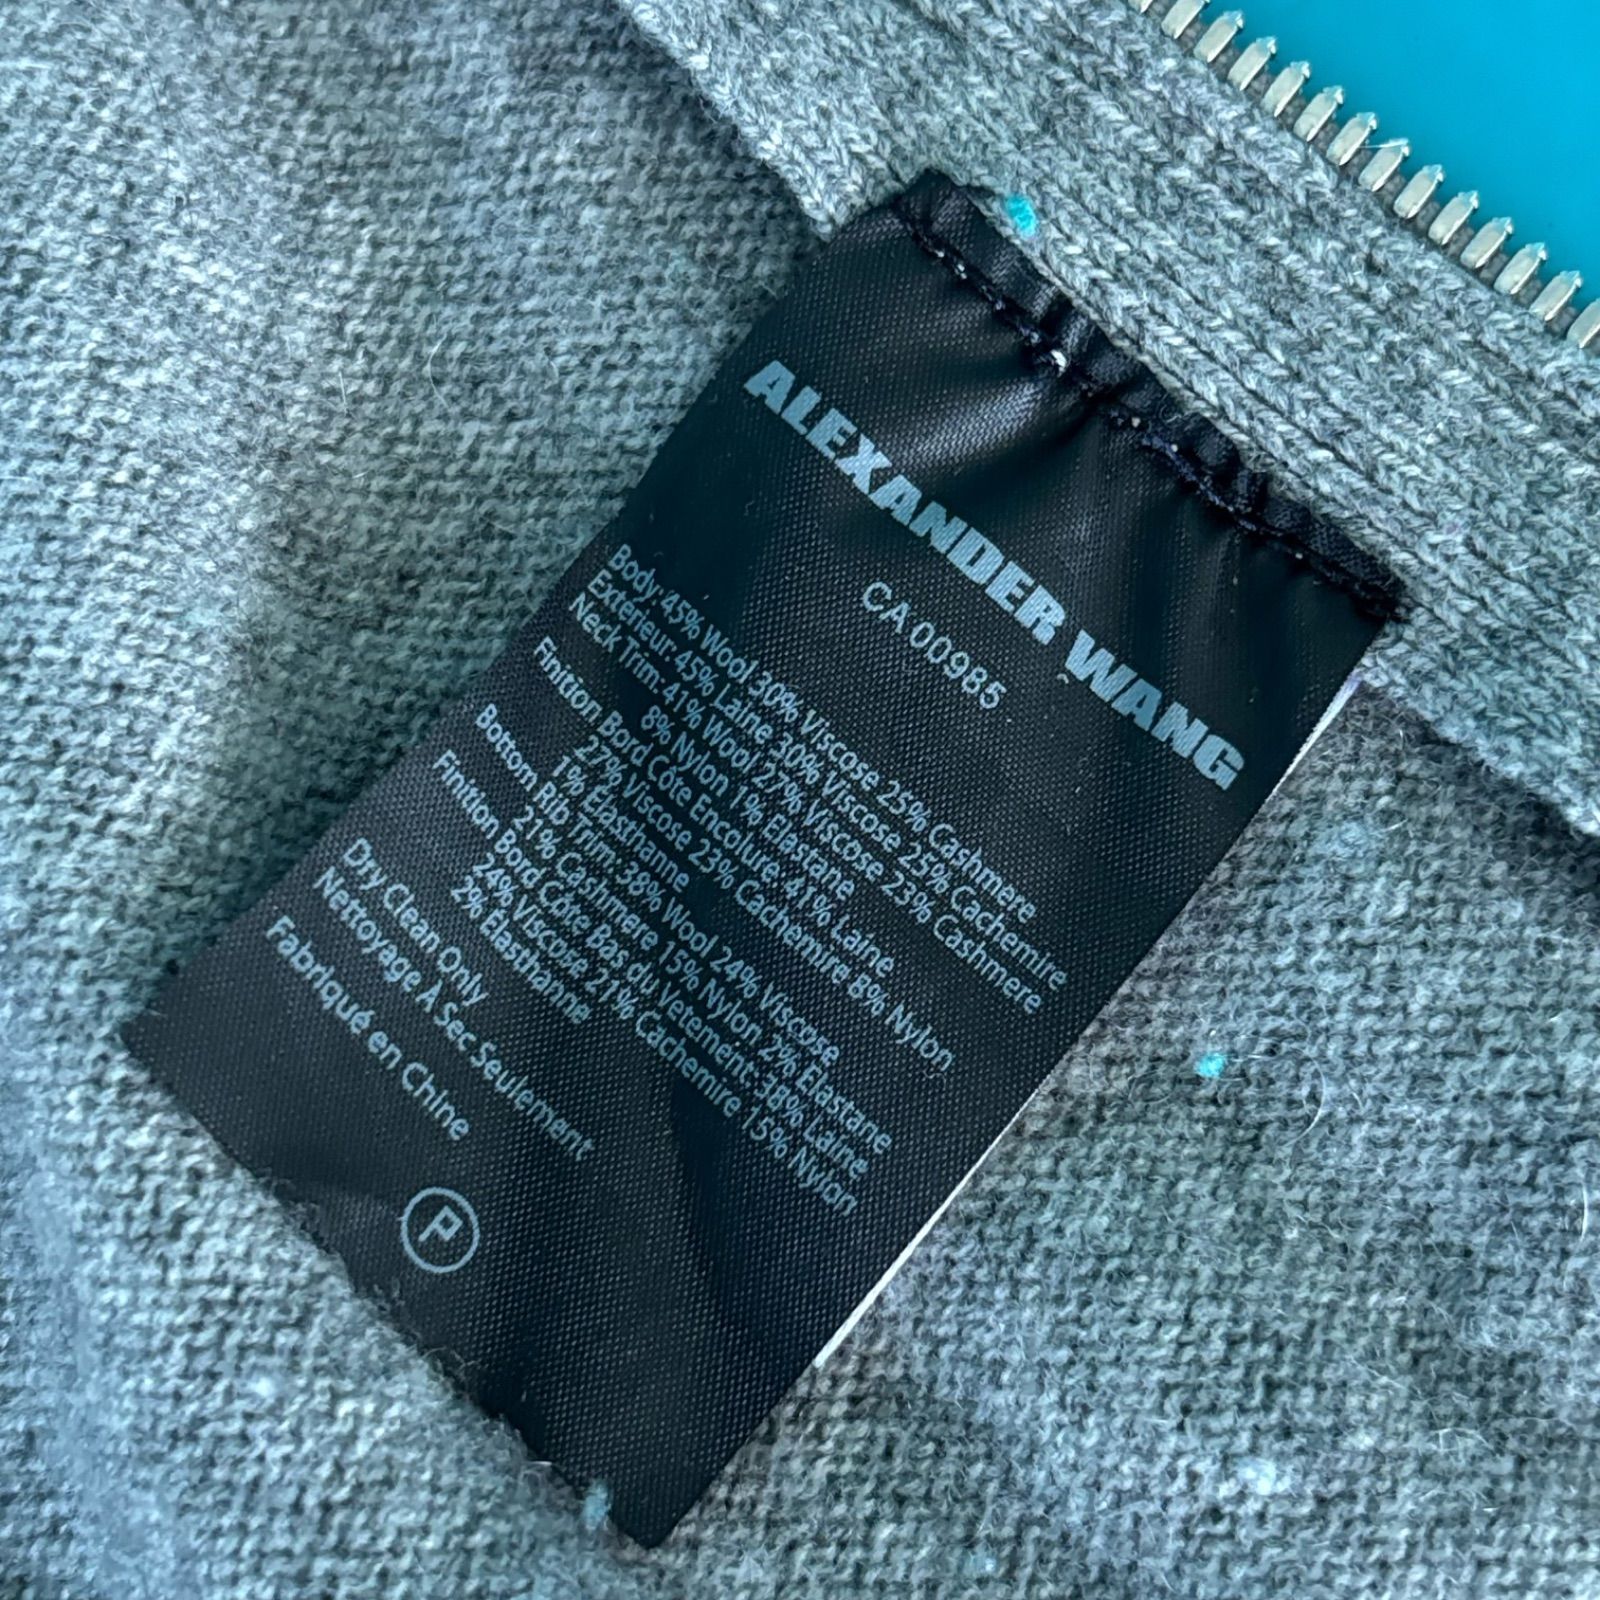 ALEXANDER WANG
CA 00985
Body: 45% Wool 30% Viscose 25% Cashmere
Exterieur 45% Laine 30% Viscose 25% Cachemire
Neck Trim: 41% Wool 27% Viscose 23% Cashmere
8% Nylon 1% Elastane
Finition Bord Côte Encolure: 41% Laine
27% Viscose 23% Cachemire 8% Nylon
1% Élasthanne
Bottom Rib Trim: 38% Wool 24% Viscose
21% Cashmere 15% Nylon 2% Elastane
Finition Bord Côte Bas du Vetement: 38% Laine
24% Viscose 21% Cachemire 15% Nylon
2% Élasthanne
Dry Clean Only
Nettoyage À Sec Seulement
Fabriqué en Chine
P